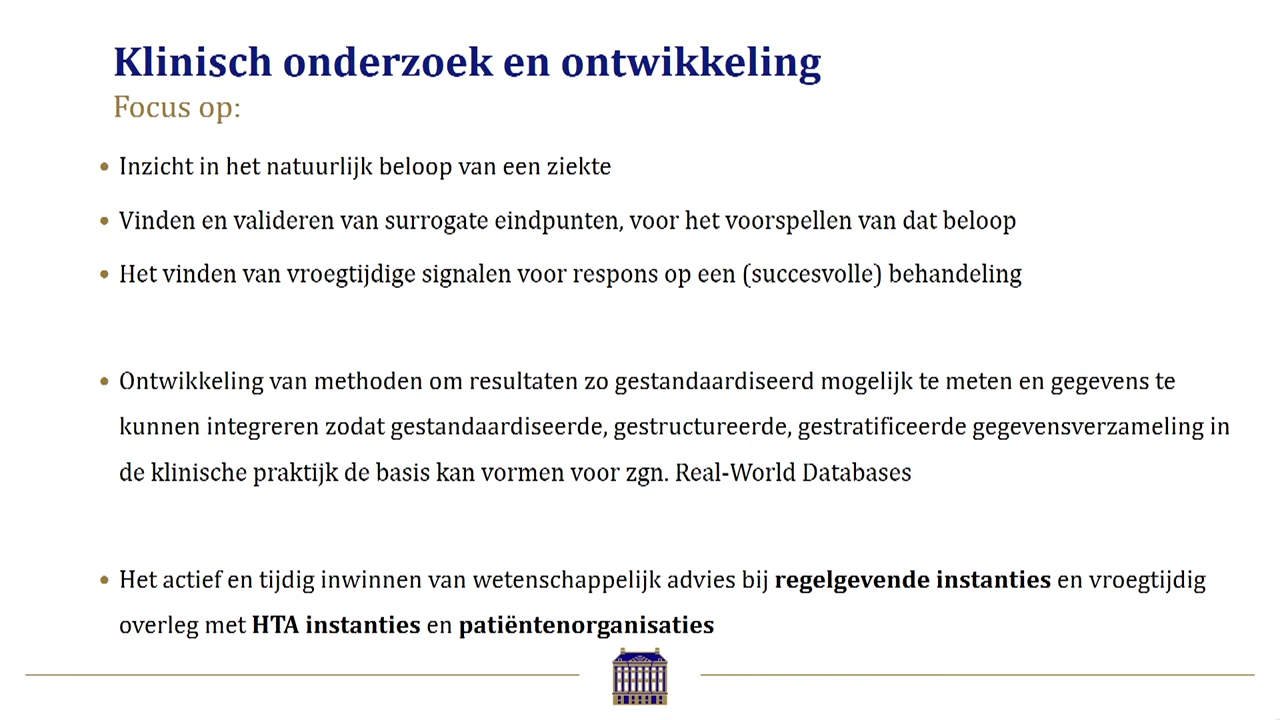 Klinisch onderzoek en ontwikkeling
Focus op:
• Inzicht in het natuurlijk beloop van een ziekte
• Vinden en valideren van surrogate eindpunten, voor het voorspellen van dat beloop
• Het vinden van vroegtijdige signalen voor respons op een (succesvolle) behandeling
• Ontwikkeling van methoden om resultaten zo gestandaardiseerd mogelijk te meten en gegevens te
kunnen integreren zodat gestandaardiseerde, gestructureerde, gestratificeerde gegevensverzameling in
de klinische praktijk de basis kan vormen voor zgn. Real-World Databases
• Het actief en tijdig inwinnen van wetenschappelijk advies bij regelgevende instanties en vroegtijdig
overleg met HTA instanties en patiëntenorganisaties